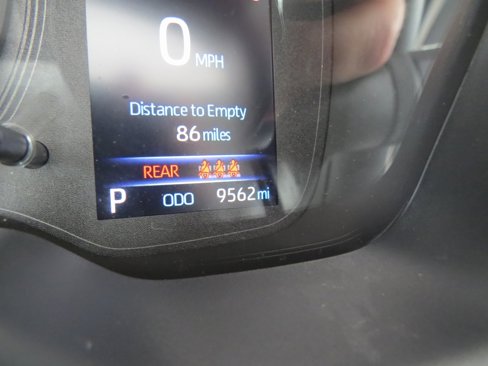 0 MPH
Distance to Empty
86 miles
REAR
P ODO 9562 mi